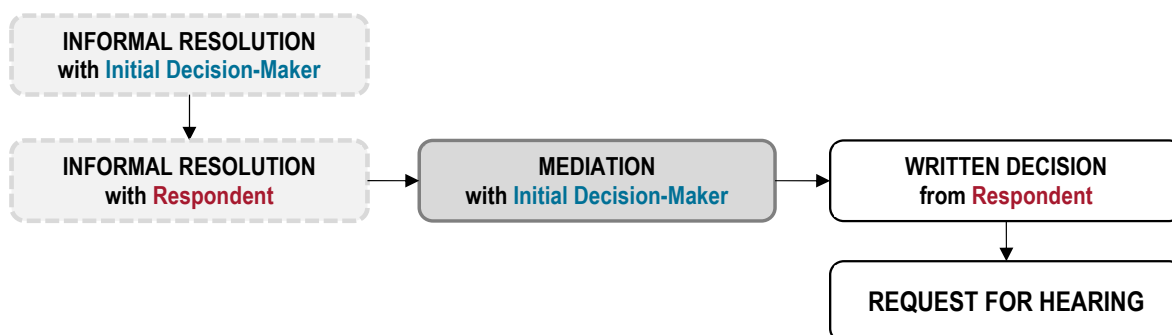 INFORMAL RESOLUTION
with Initial Decision-Maker
INFORMAL RESOLUTION
with Respondent
MEDIATION
with Initial Decision-Maker
WRITTEN DECISION
from Respondent
REQUEST FOR HEARING